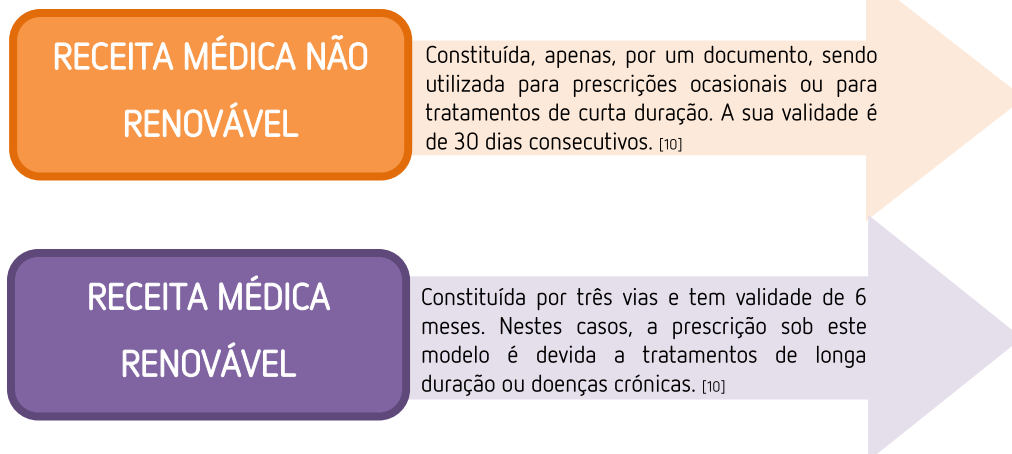 RECEITA MÉDICA NÃO
RENOVÁVEL
Constituída, apenas, por um documento, sendo
utilizada para prescrições ocasionais ou para
tratamentos de curta duração. A sua validade é
de 30 dias consecutivos. [10]
RECEITA MÉDICA
RENOVÁVEL
Constituída por três vias e tem validade de 6
meses. Nestes casos, a prescrição sob este
modelo é devida a tratamentos de longa
duração ou doenças crónicas. [10]